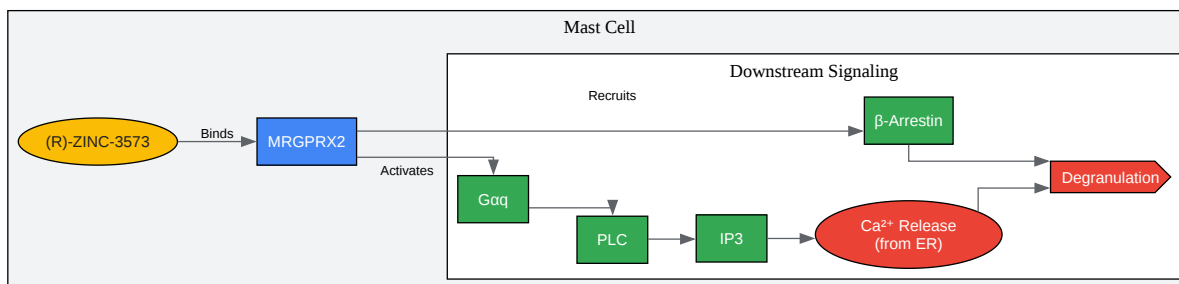 Mast Cell
Downstream Signaling
Recruits
β-Arrestin
(R)-ZINC-3573
Binds
MRGPRX2
Activates
Degranulation
Gαq
PLC
IP3
Ca²⁺ Release
(from ER)